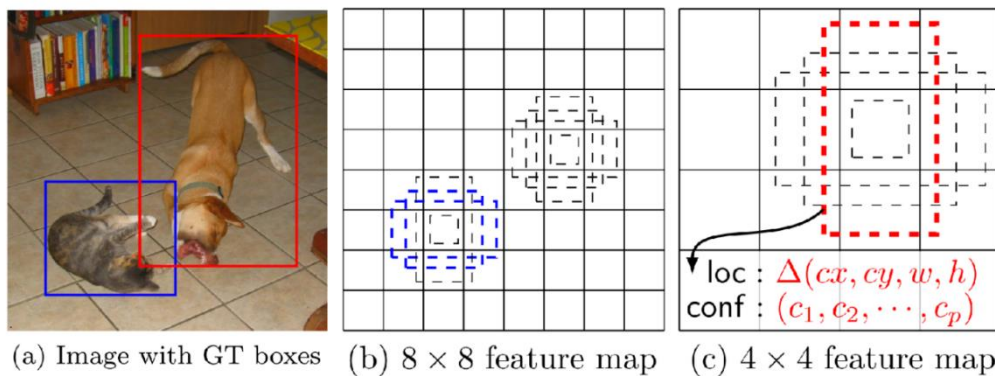 loc : Δ(cx, cy, w, h)
conf : (c₁, c₂, ⋯, cₚ)
(a) Image with GT boxes
(b) 8 × 8 feature map
(c) 4 × 4 feature map